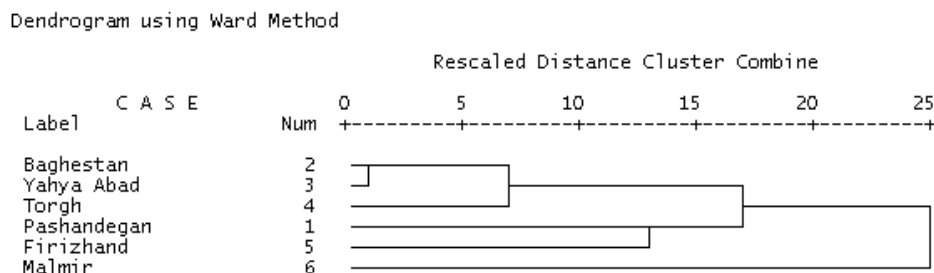 Dendrogram using Ward Method
Rescaled Distance Cluster Combine
C A S E 0 5 10 15 20 25
Label Num +---------+---------+---------+---------+---------+
Baghestan 2
Yahya Abad 3
Torgh 4
Pashandegan 1
Firizhand 5
Malmir 6